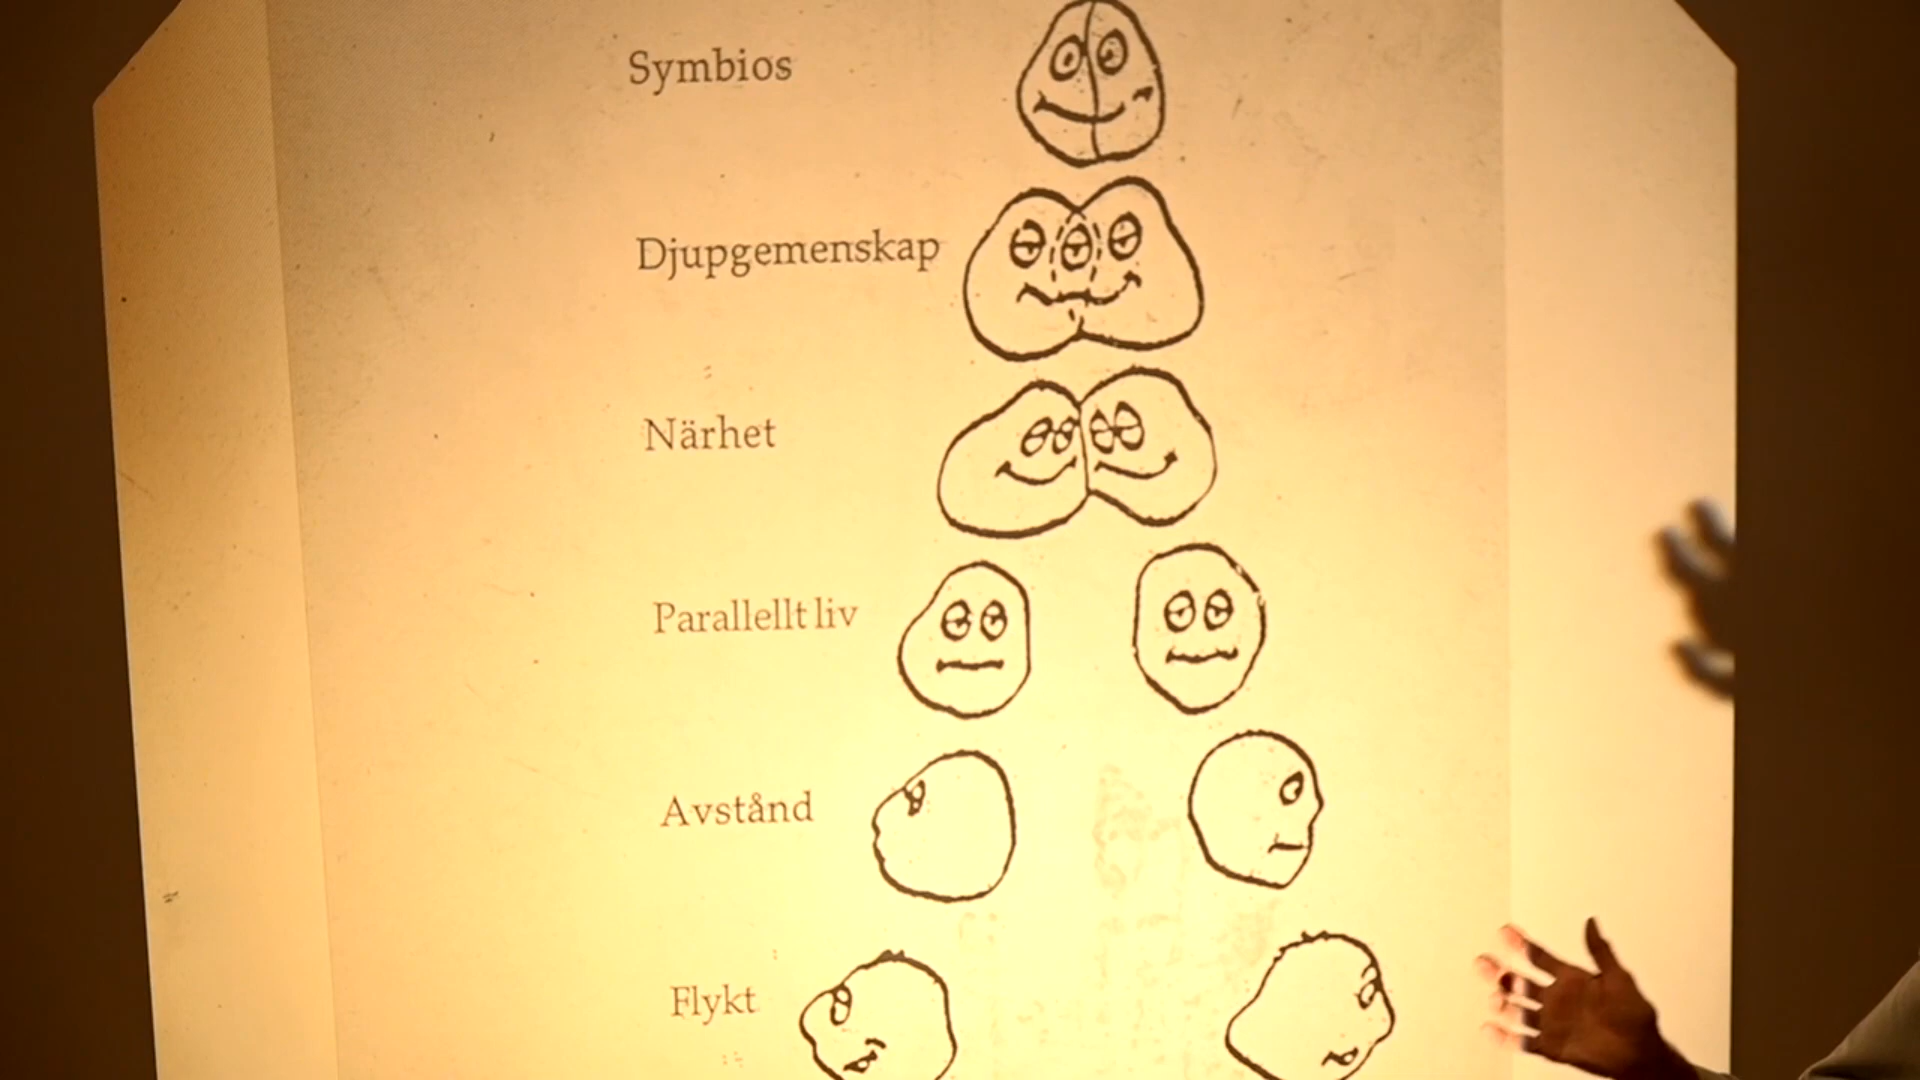 Symbios
Djupgemenskap
Närhet
Parallellt liv
Avstånd
Flykt